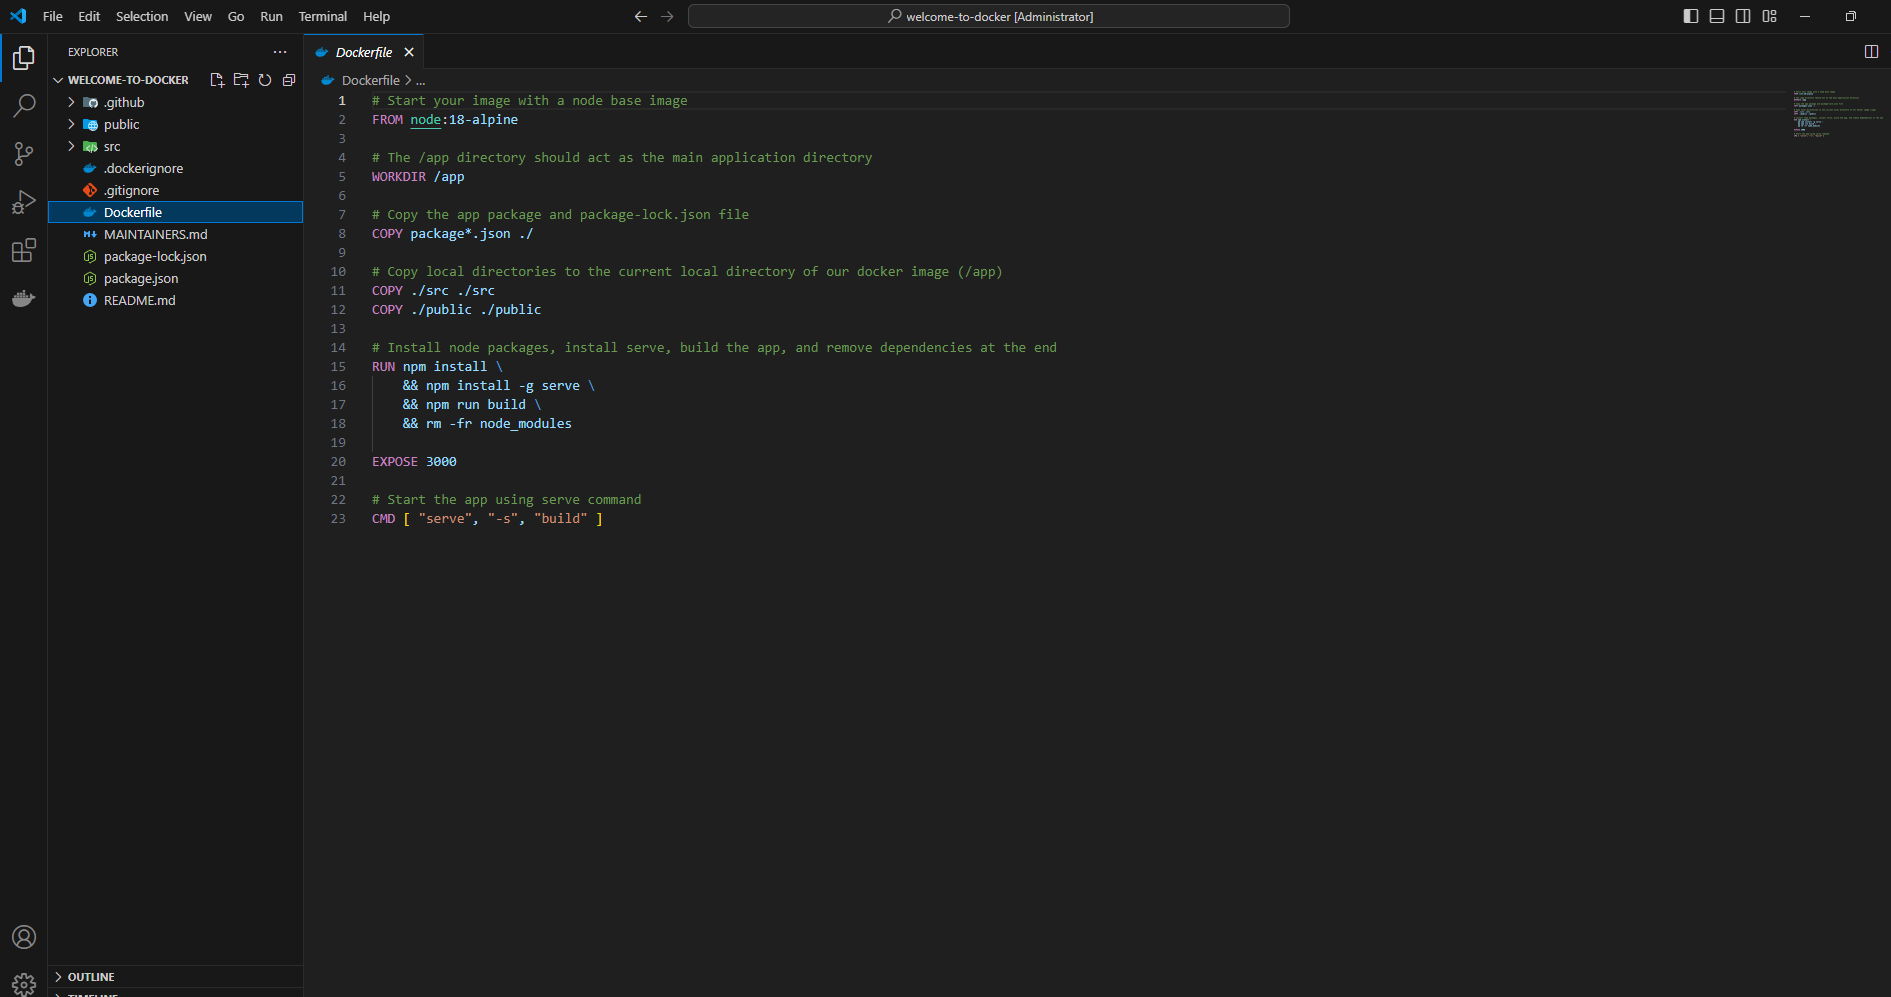 File Edit Selection View Go Run Terminal Help
welcome-to-docker [Administrator]
EXPLORER
WELCOME-TO-DOCKER
.github
public
src
.dockerignore
.gitignore
Dockerfile
MAINTAINERS.md
package-lock.json
package.json
README.md
OUTLINE
TIMELINE
Dockerfile
Dockerfile > ...
1 # Start your image with a node base image
2 FROM node:18-alpine
3
4 # The /app directory should act as the main application directory
5 WORKDIR /app
6
7 # Copy the app package and package-lock.json file
8 COPY package*.json ./
9
10 # Copy local directories to the current local directory of our docker image (/app)
11 COPY ./src ./src
12 COPY ./public ./public
13
14 # Install node packages, install serve, build the app, and remove dependencies at the end
15 RUN npm install \
16     && npm install -g serve \
17     && npm run build \
18     && rm -fr node_modules
19
20 EXPOSE 3000
21
22 # Start the app using serve command
23 CMD [ "serve", "-s", "build" ]